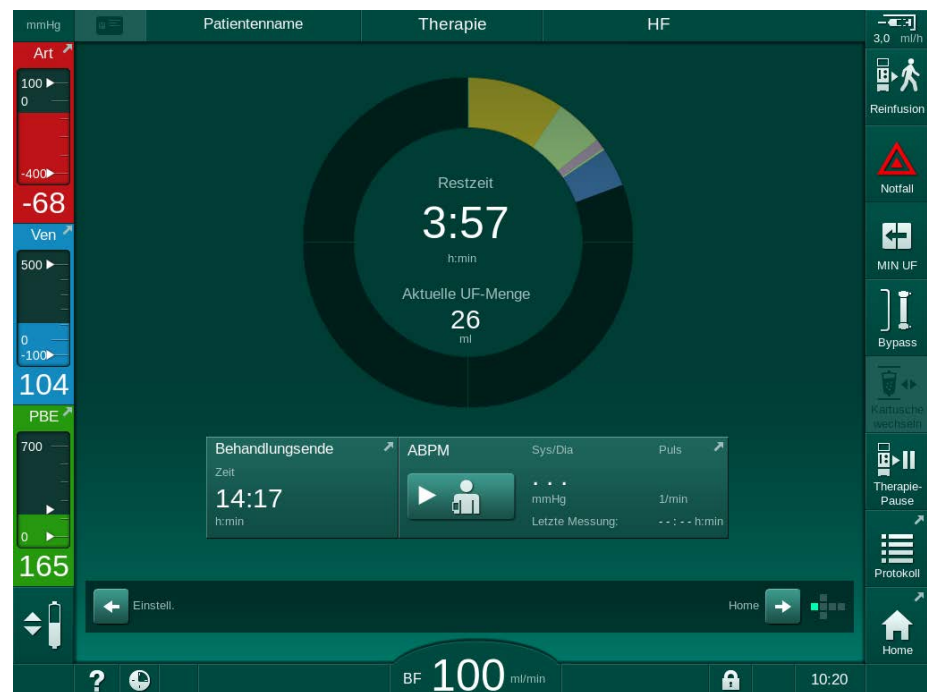 mmHg
Patientenname
Therapie
HF
3,0 ml/h
Art
100
0
-400
-68
Ven
500
0
-100
104
PBE
700
0
165
Restzeit
3:57
h:min
Aktuelle UF-Menge
26
ml
Behandlungsende
Zeit
14:17
h:min
ABPM Sys/Dia Puls
. . .
mmHg 1/min
Letzte Messung: --:-- h:min
Einstell.
Home
Reinfusion
Notfall
MIN UF
Bypass
Kartusche
wechseln
Therapie-
Pause
Protokoll
Home
? BF 100 ml/min 10:20